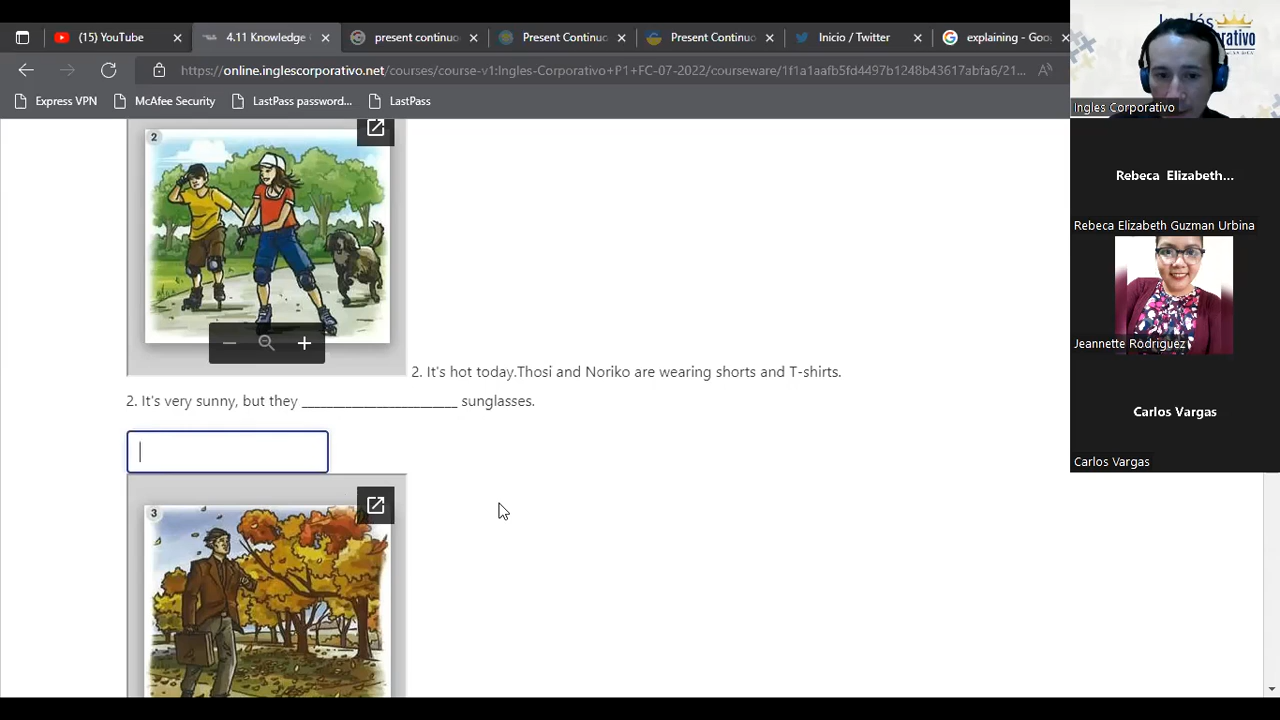 (15) YouTube
4.11 Knowledge
present continuo
Present Continuc
Present Continuo
Inicio / Twitter
explaining - Goo
https://online.inglescorporativo.net/courses/course-v1:Ingles-Corporativo+P1+FC-07-2022/courseware/1f1a1aafb5fd4497b1248b43617abfa6/21...
Express VPN
McAfee Security
LastPass password...
LastPass
Ingles Corporativo
Rebeca Elizabeth...
Rebeca Elizabeth Guzman Urbina
Jeannette Rodriguez
Carlos Vargas
Carlos Vargas
2
2. It's hot today.Thosi and Noriko are wearing shorts and T-shirts.
2. It's very sunny, but they ________________________ sunglasses.
3